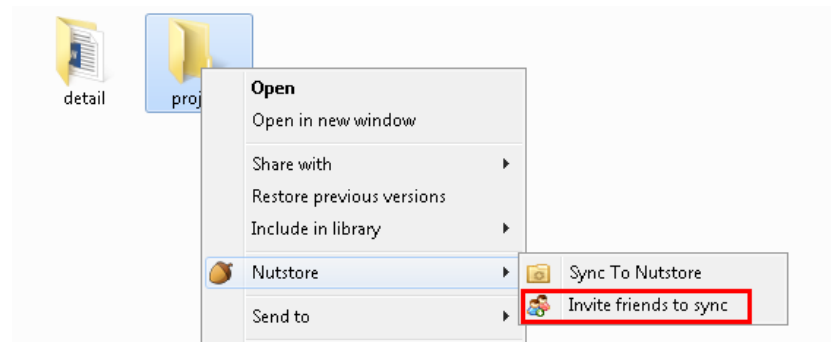 detail
proj
Open
Open in new window
Share with
Restore previous versions
Include in library
Nutstore
Send to
Sync To Nutstore
Invite friends to sync